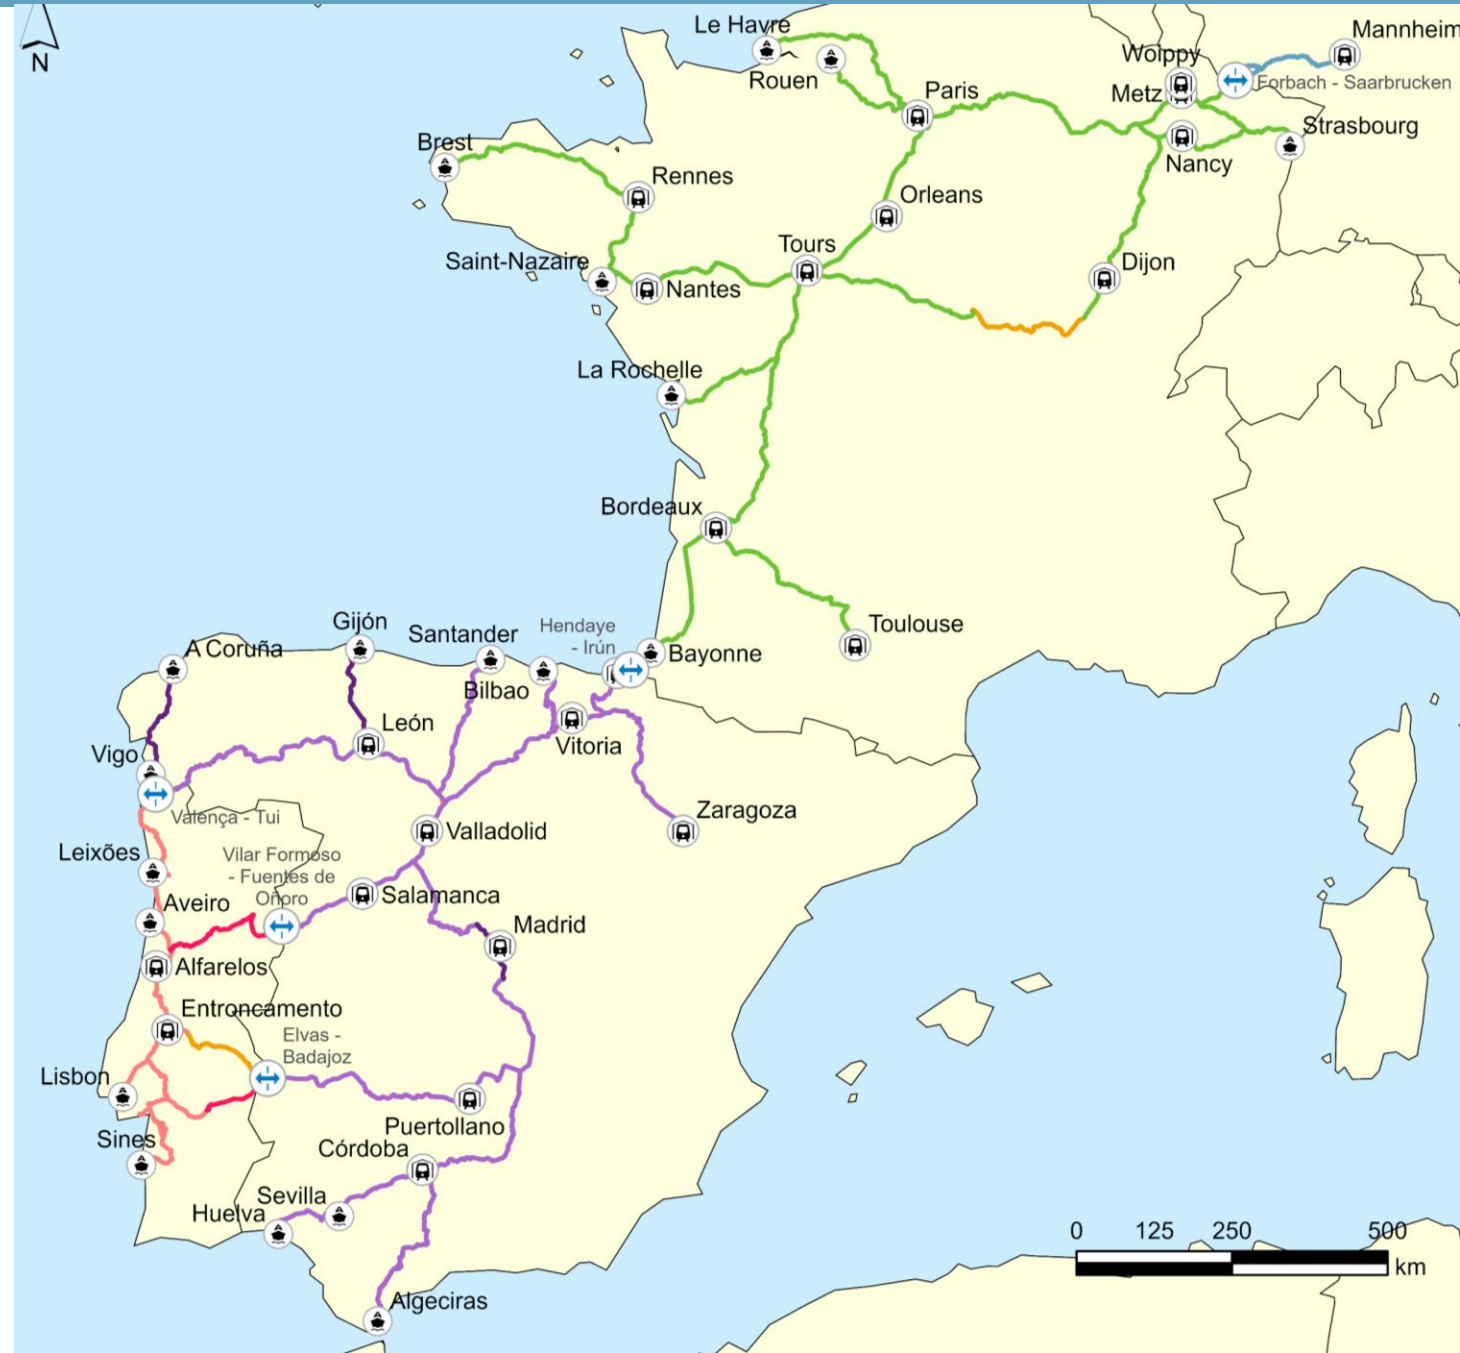 N
Le Havre
Rouen
Paris
Woippy
Metz
Mannheim
Forbach - Saarbrucken
Strasbourg
Nancy
Brest
Rennes
Orleans
Saint-Nazaire
Nantes
Tours
Dijon
La Rochelle
Bordeaux
Toulouse
Hendaye
- Irún
Bayonne
A Coruña
Gijón
Santander
Bilbao
León
Vitoria
Vigo
Valença - Tui
Zaragoza
Valladolid
Leixões
Vilar Formoso
- Fuentes de
Oñoro
Salamanca
Aveiro
Madrid
Alfarelos
Entroncamento
Elvas -
Badajoz
Lisbon
Puertollano
Sines
Córdoba
Sevilla
Huelva
Algeciras
0 125 250 500
km